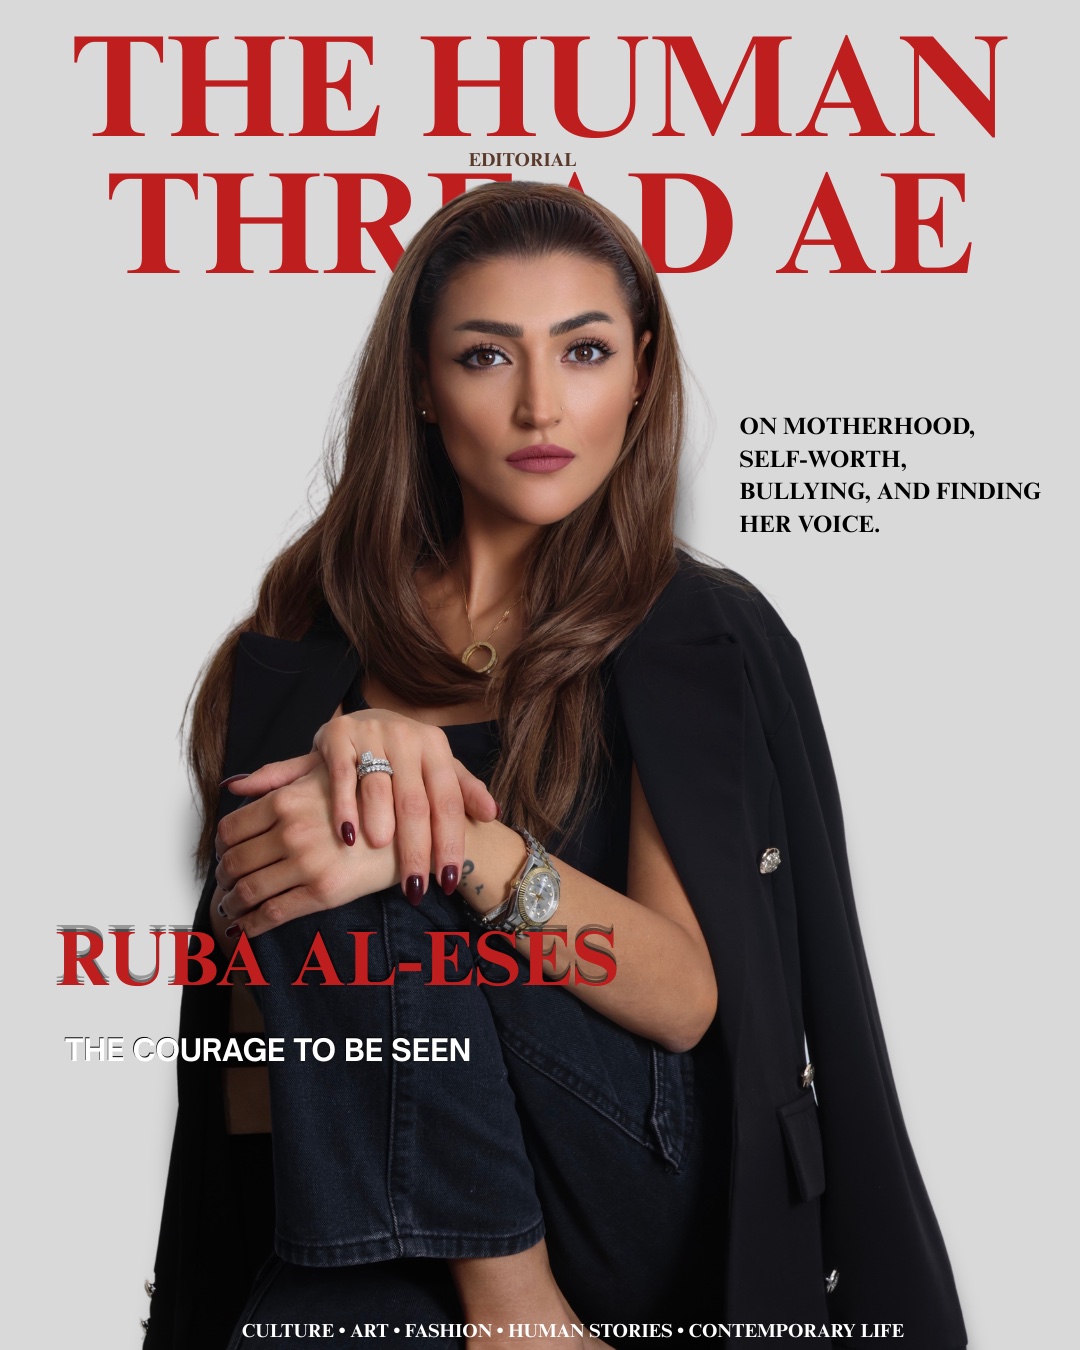 THE HUMAN
EDITORIAL
THREAD AE
ON MOTHERHOOD,
SELF-WORTH,
BULLYING, AND FINDING
HER VOICE.
RUBA AL-ESES
THE COURAGE TO BE SEEN
CULTURE • ART • FASHION • HUMAN STORIES • CONTEMPORARY LIFE